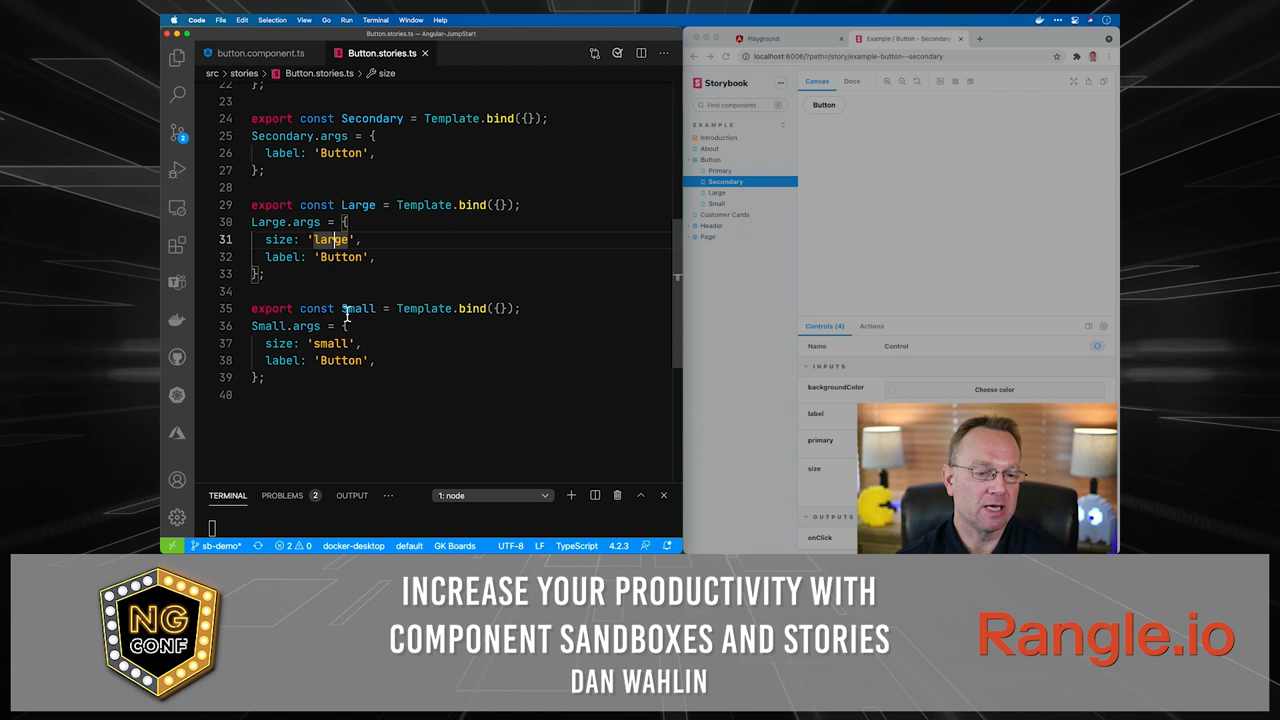 Code File Edit Selection View Go Run Terminal Window Help
Button.stories.ts — Angular-JumpStart
button.component.ts
Button.stories.ts
src > stories > Button.stories.ts > size
22 };
23
24 export const Secondary = Template.bind({});
25 Secondary.args = {
26 label: 'Button',
27 };
28
29 export const Large = Template.bind({});
30 Large.args = {
31 size: 'large',
32 label: 'Button',
33 };
34
35 export const Small = Template.bind({});
36 Small.args = {
37 size: 'small',
38 label: 'Button',
39 };
40
2
TERMINAL PROBLEMS 2 OUTPUT ··· 1: node
sb-demo* 2 0 docker-desktop default GK Boards UTF-8 LF TypeScript 4.2.3
Playground
Example / Button - Secondary
localhost:6006/?path=/story/example-button--secondary
Storybook
Find components
EXAMPLE
Introduction
About
Button
Primary
Secondary
Large
Small
Customer Cards
Header
Page
Canvas Docs
Button
Controls (4) Actions
Name Control
INPUTS
backgroundColor Choose color
label
primary
size
OUTPUTS
onClick
NG
CONF
INCREASE YOUR PRODUCTIVITY WITH
COMPONENT SANDBOXES AND STORIES
DAN WAHLIN
Rangle.io